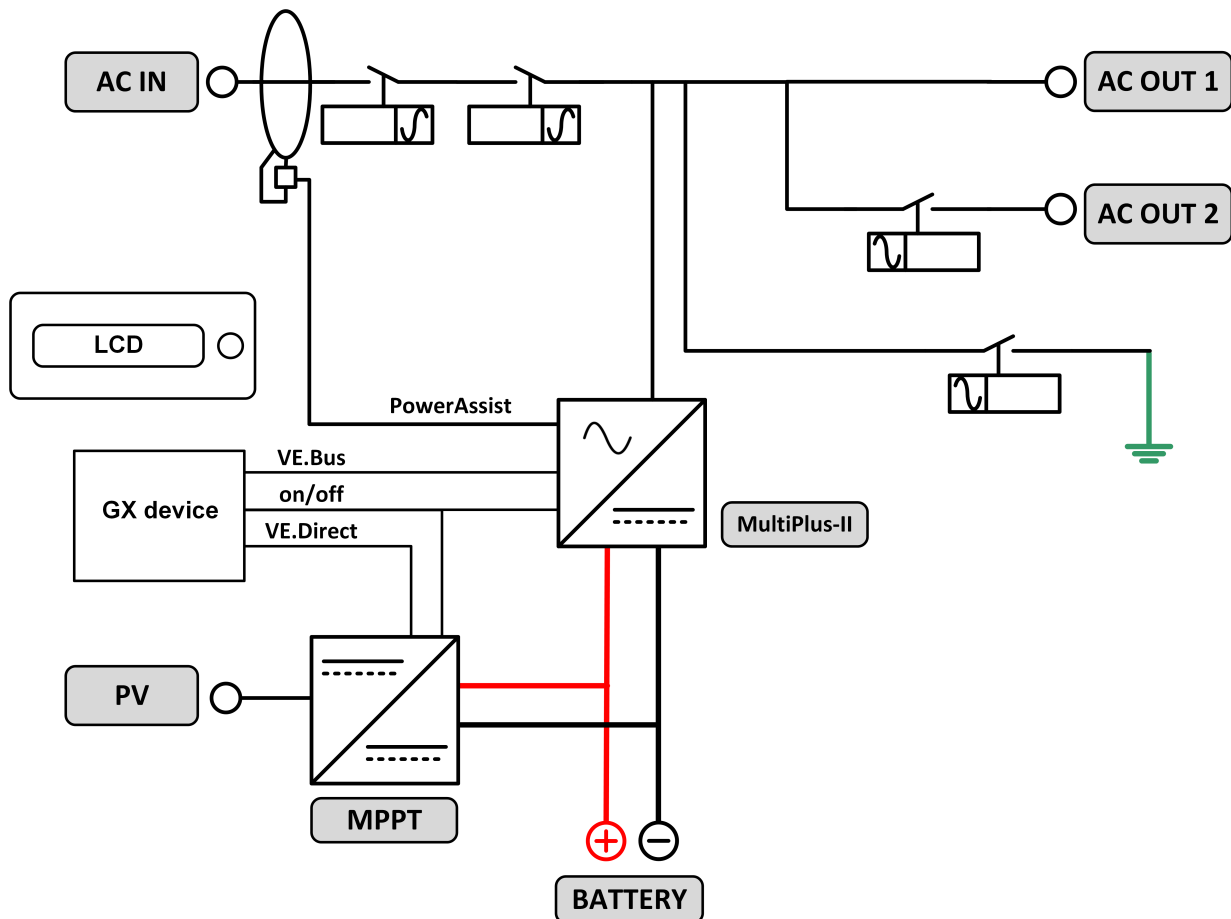 AC IN
AC OUT 1
AC OUT 2
LCD
PowerAssist
VE.Bus
GX device
on/off
MultiPlus-II
VE.Direct
PV
MPPT
BATTERY